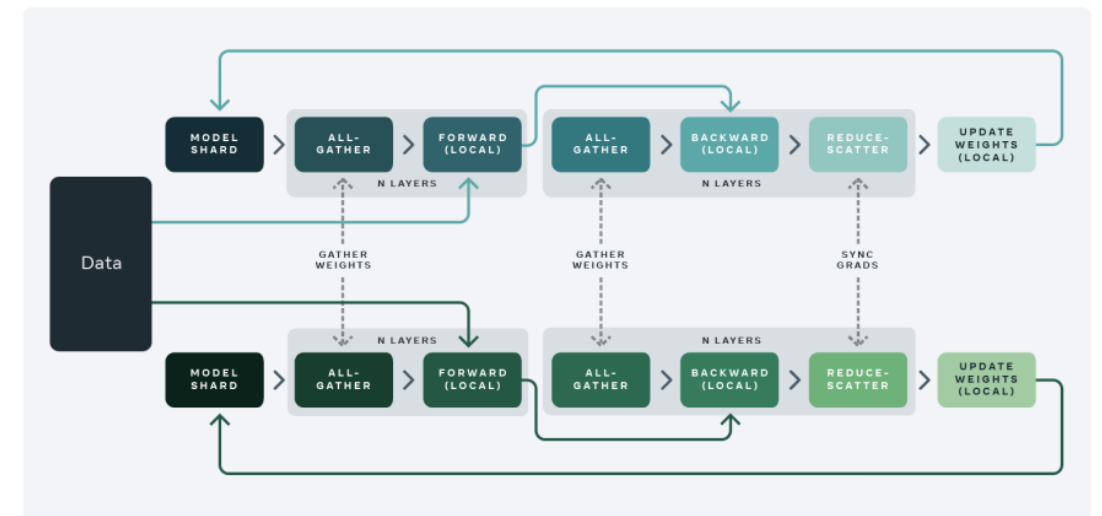 MODEL
SHARD
ALL-
GATHER
FORWARD
(LOCAL)
N LAYERS
ALL-
GATHER
BACKWARD
(LOCAL)
REDUCE-
SCATTER
N LAYERS
UPDATE
WEIGHTS
(LOCAL)
Data
GATHER
WEIGHTS
GATHER
WEIGHTS
SYNC
GRADS
MODEL
SHARD
N LAYERS
ALL-
GATHER
FORWARD
(LOCAL)
N LAYERS
ALL-
GATHER
BACKWARD
(LOCAL)
REDUCE-
SCATTER
UPDATE
WEIGHTS
(LOCAL)